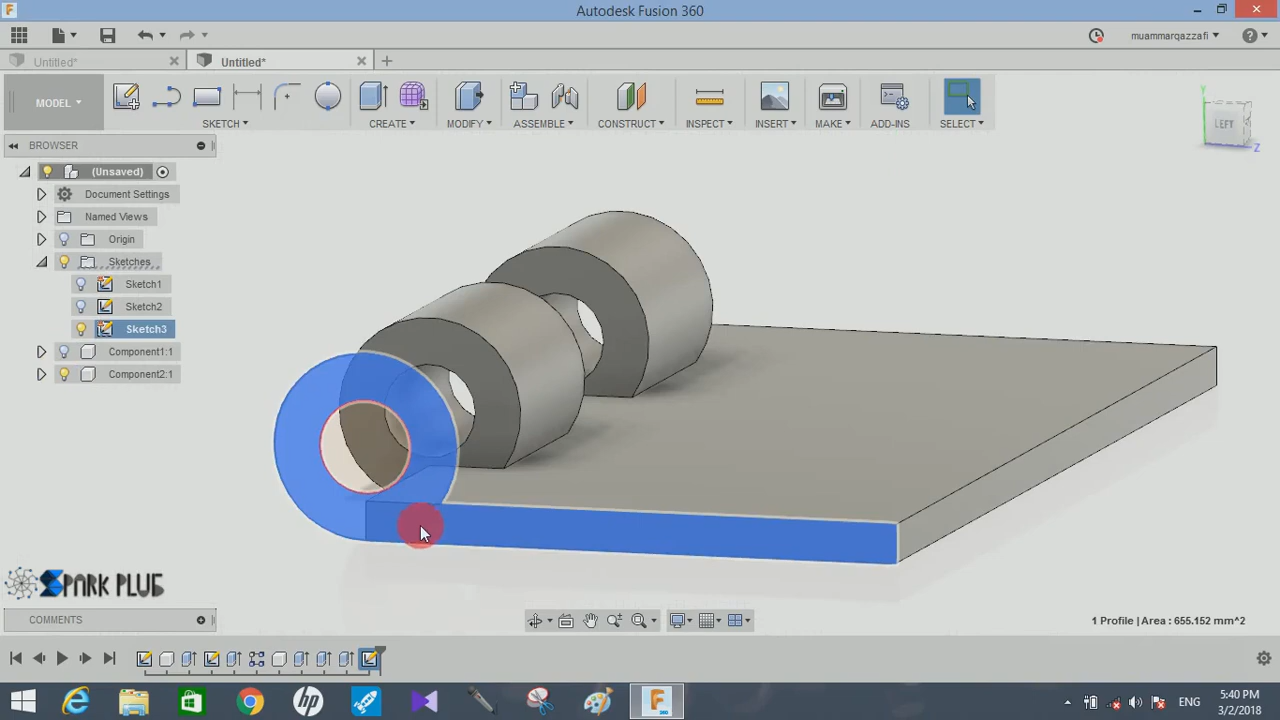 Autodesk Fusion 360
muammarqazzafi
Untitled*
Untitled*
MODEL
SKETCH
CREATE
MODIFY
ASSEMBLE
CONSTRUCT
INSPECT
INSERT
MAKE
ADD-INS
SELECT
Y
LEFT
Z
BROWSER
(Unsaved)
Document Settings
Named Views
Origin
Sketches
Sketch1
Sketch2
Sketch3
Component1:1
Component2:1
SPARK PLUG
COMMENTS
1 Profile | Area : 655.152 mm^2
5:40 PM
ENG
3/2/2018